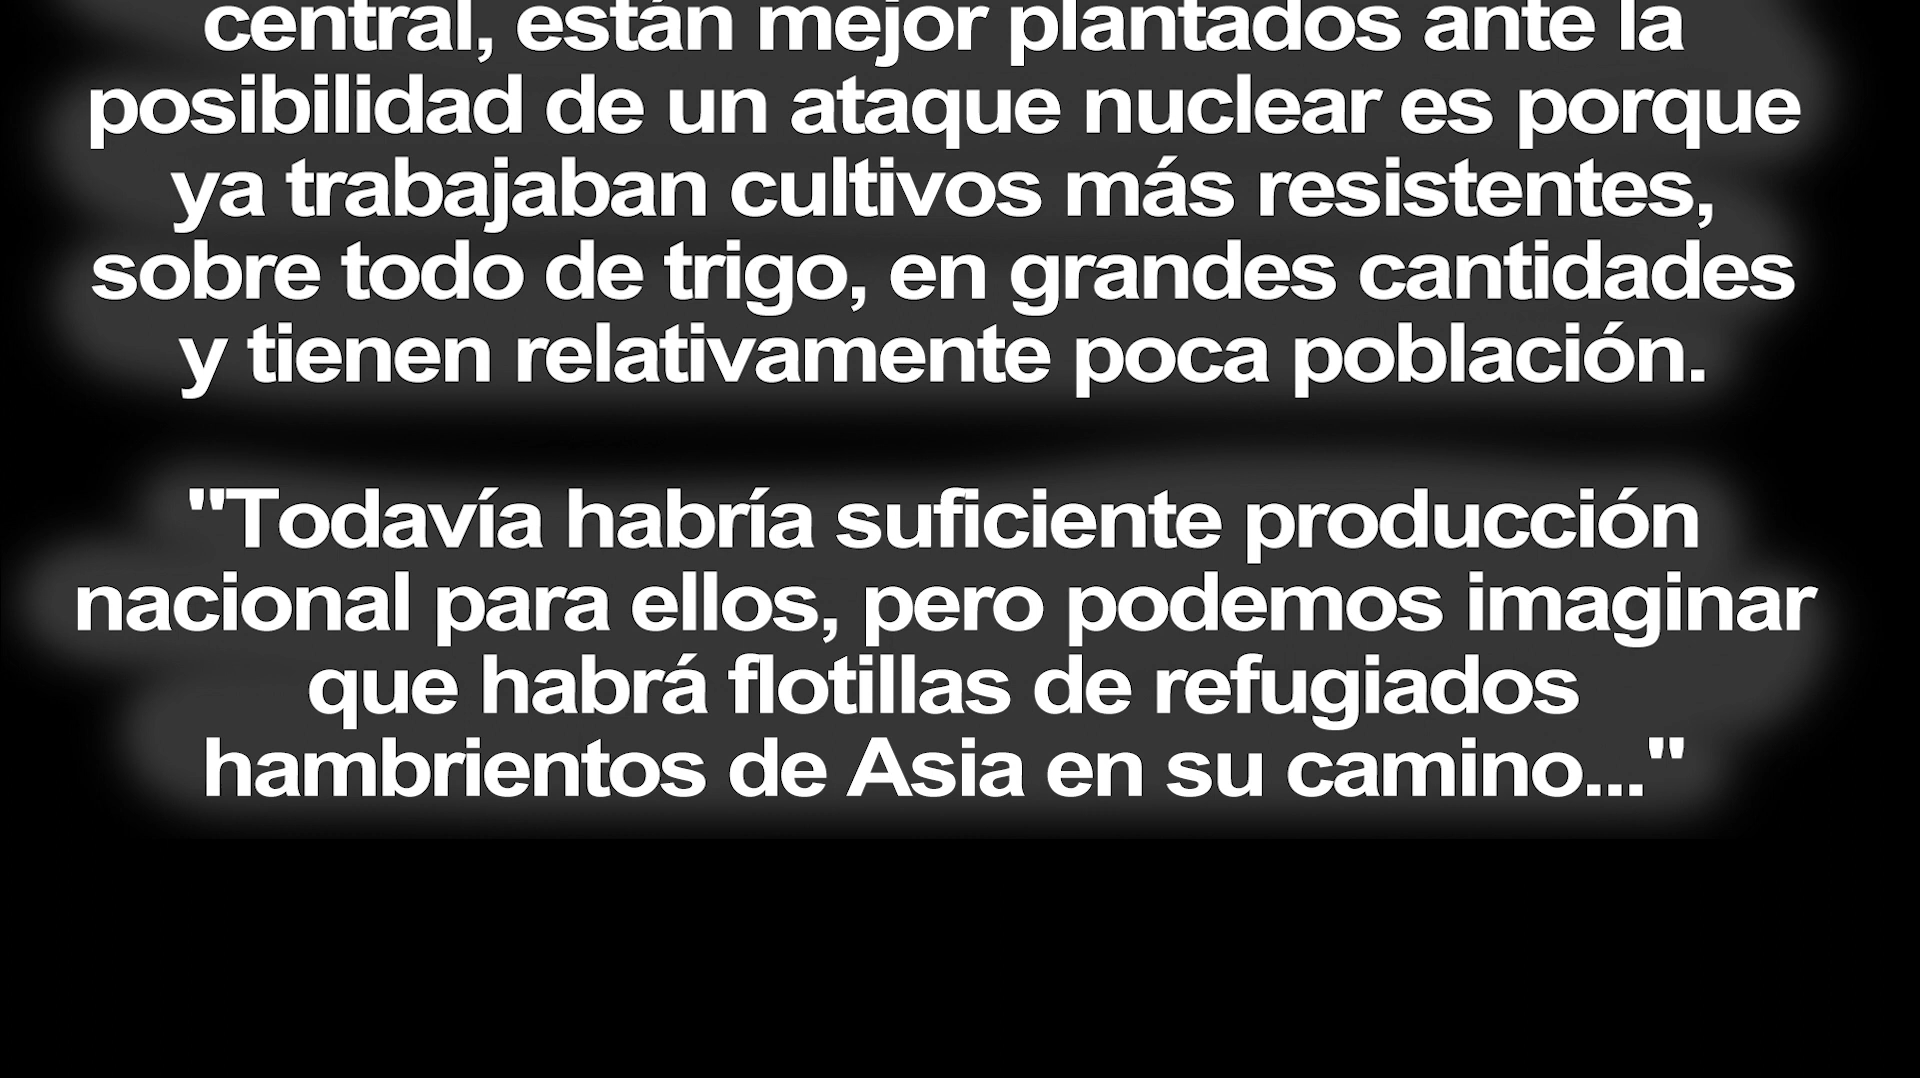 central, están mejor plantados ante la
posibilidad de un ataque nuclear es porque
ya trabajaban cultivos más resistentes,
sobre todo de trigo, en grandes cantidades
y tienen relativamente poca población.
"Todavía habría suficiente producción
nacional para ellos, pero podemos imaginar
que habrá flotillas de refugiados
hambrientos de Asia en su camino..."